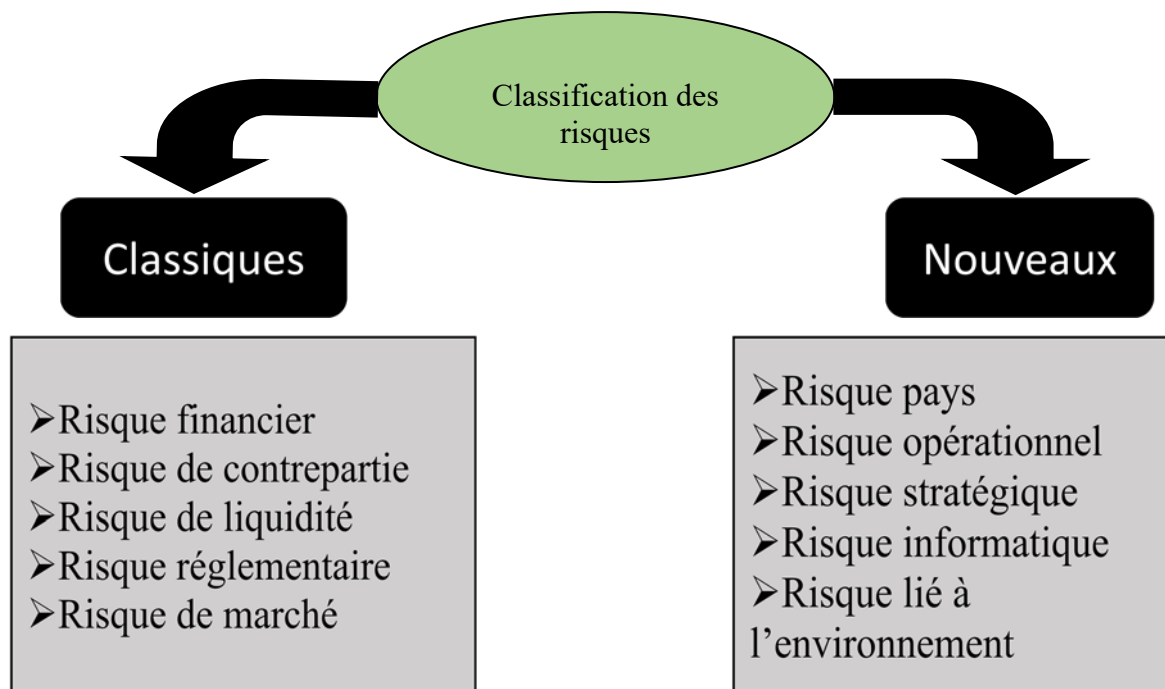 Classification des
risques
Classiques
Nouveaux
➢Risque financier
➢Risque de contrepartie
➢Risque de liquidité
➢Risque réglementaire
➢Risque de marché
➢Risque pays
➢Risque opérationnel
➢Risque stratégique
➢Risque informatique
➢Risque lié à
l’environnement